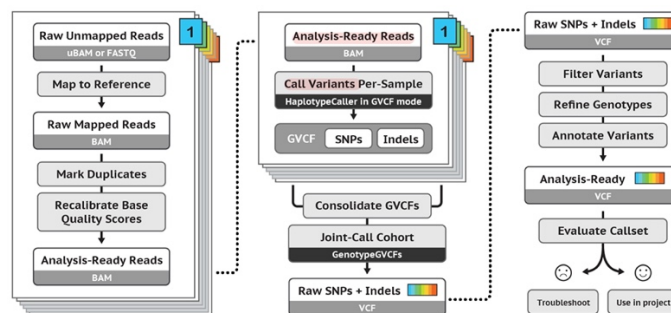 Raw Unmapped Reads
uBAM or FASTQ
1
Map to Reference
Raw Mapped Reads
BAM
Mark Duplicates
Recalibrate Base
Quality Scores
Analysis-Ready Reads
BAM
1
Analysis-Ready Reads
BAM
Call Variants Per-Sample
HaplotypeCaller in GVCF mode
GVCF SNPs Indels
Consolidate GVCFs
Joint-Call Cohort
GenotypeGVCFs
Raw SNPs + Indels
VCF
Raw SNPs + Indels
VCF
Filter Variants
Refine Genotypes
Annotate Variants
Analysis-Ready
VCF
Evaluate Callset
Troubleshoot
Use in project